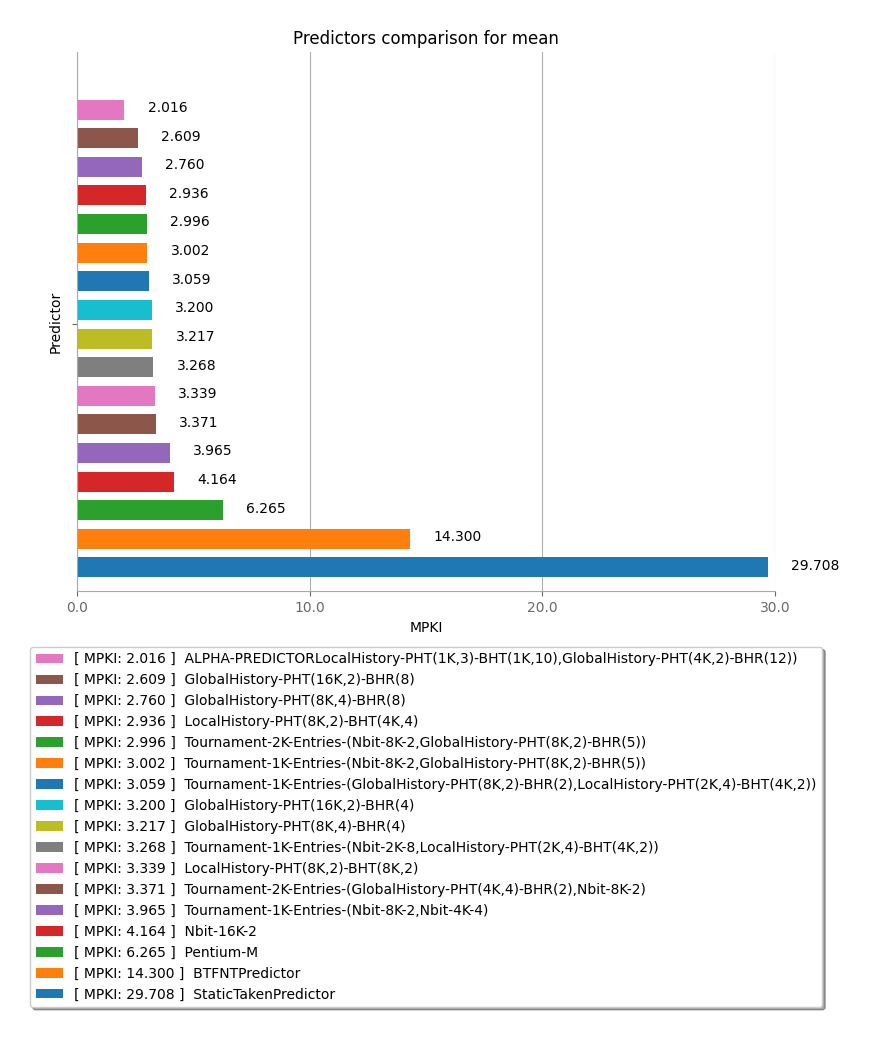 Predictors comparison for mean
2.016
2.609
2.760
2.936
2.996
3.002
3.059
3.200
3.217
3.268
3.339
3.371
3.965
4.164
6.265
14.300
29.708
Predictor
0.0 10.0 20.0 30.0
MPKI
[ MPKI: 2.016 ] ALPHA-PREDICTORLocalHistory-PHT(1K,3)-BHT(1K,10),GlobalHistory-PHT(4K,2)-BHR(12))
[ MPKI: 2.609 ] GlobalHistory-PHT(16K,2)-BHR(8)
[ MPKI: 2.760 ] GlobalHistory-PHT(8K,4)-BHR(8)
[ MPKI: 2.936 ] LocalHistory-PHT(8K,2)-BHT(4K,4)
[ MPKI: 2.996 ] Tournament-2K-Entries-(Nbit-8K-2,GlobalHistory-PHT(8K,2)-BHR(5))
[ MPKI: 3.002 ] Tournament-1K-Entries-(Nbit-8K-2,GlobalHistory-PHT(8K,2)-BHR(5))
[ MPKI: 3.059 ] Tournament-1K-Entries-(GlobalHistory-PHT(8K,2)-BHR(2),LocalHistory-PHT(2K,4)-BHT(4K,2))
[ MPKI: 3.200 ] GlobalHistory-PHT(16K,2)-BHR(4)
[ MPKI: 3.217 ] GlobalHistory-PHT(8K,4)-BHR(4)
[ MPKI: 3.268 ] Tournament-1K-Entries-(Nbit-2K-8,LocalHistory-PHT(2K,4)-BHT(4K,2))
[ MPKI: 3.339 ] LocalHistory-PHT(8K,2)-BHT(8K,2)
[ MPKI: 3.371 ] Tournament-2K-Entries-(GlobalHistory-PHT(4K,4)-BHR(2),Nbit-8K-2)
[ MPKI: 3.965 ] Tournament-1K-Entries-(Nbit-8K-2,Nbit-4K-4)
[ MPKI: 4.164 ] Nbit-16K-2
[ MPKI: 6.265 ] Pentium-M
[ MPKI: 14.300 ] BTFNTPredictor
[ MPKI: 29.708 ] StaticTakenPredictor